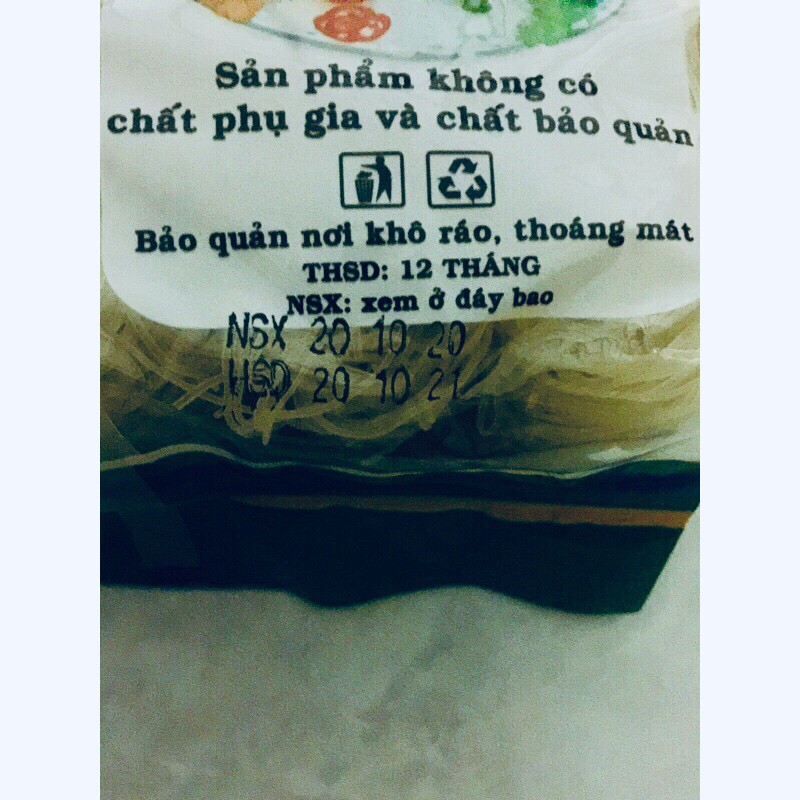 Sản phẩm không có
chất phụ gia và chất bảo quản
Bảo quản nơi khô ráo, thoáng mát
THSD: 12 THÁNG
NSX: xem ở đáy bao
NSX 20 10 20
HSD 20 10 21